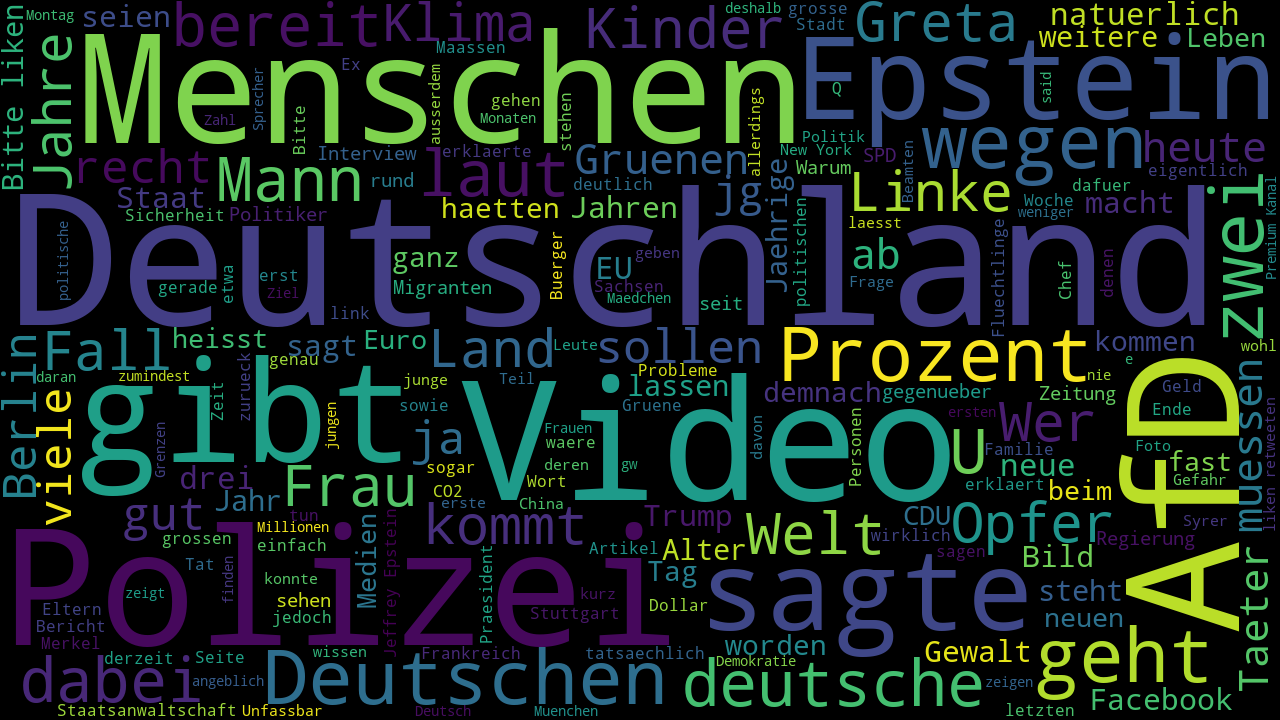 Montag
seien
bereit
Klima
Kinder
deshalb
grosse
Stadt
Greta
natuerlich
weitere
Leben
Bitte liken
Jahre
Menschen
Ex
Maassen
Epstein
Sprecher
Zahl
Bitte
ausserdem
gehen
Monaten
stehen
allerdings
Q
said
recht
Mann
Interview
erklaerte
laut
Gruenen
New York
Politik
Warum
SPD
Beamten
wegen
heute
eigentlich
Staat
rund
deutlich
jg
Jaehrige
Linke
dafuer
Woche
weniger
macht
zwei
Premium Kanal
Sicherheit
Politiker
haetten
Jahren
politischen
laesst
Deutschland
politische
gerade
etwa
erst
Ziel
link
ganz
Migranten
Buerger
EU
geben
Sachsen
Maedchen
seit
ab
Frage
Fluechtlinge
Chef
denen
Berlin
Fall
heisst
sagt
Euro
Land
Leute
sollen
Prozent
kommen
wohl
daran
zumindest
genau
junge
Teil
Probleme
lassen
demnach
gegenueber
e
nie
Zeitung
Geld
Ende
viele
gibt
Zeit
zurueck
jungen
sowie
Video
Gruene
Frauen
waere
davon
Personen
U
ersten
Wer
Familie
AfD
muessen
Grenzen
drei
Jahr
Frau
ja
sogar
CO2
deren
Wort
China
erste
gw
neue
erklaert
beim
Foto
fast
Gefahr
liken retweeten
gut
grossen
tun
Millionen
einfach
Medien
kommt
Trump
Welt
CDU
wirklich
Opfer
Regierung
Syrer
Polizei
Tat
finden
konnte
sehen
jedoch
Jeffrey Epstein
Artikel
Alter
Tag
sagen
Bild
zeigt
Eltern
Bericht
Merkel
Praesident
kurz
Stuttgart
Dollar
sagte
steht
neuen
Taeter
dabei
derzeit
Seite
angeblich
wissen
Frankreich
tatsaechlich
worden
Demokratie
Gewalt
geht
Staatsanwaltschaft
Unfassbar
Deutschen
Deutsch
Muenchen
deutsche
zeigen
letzten
Facebook